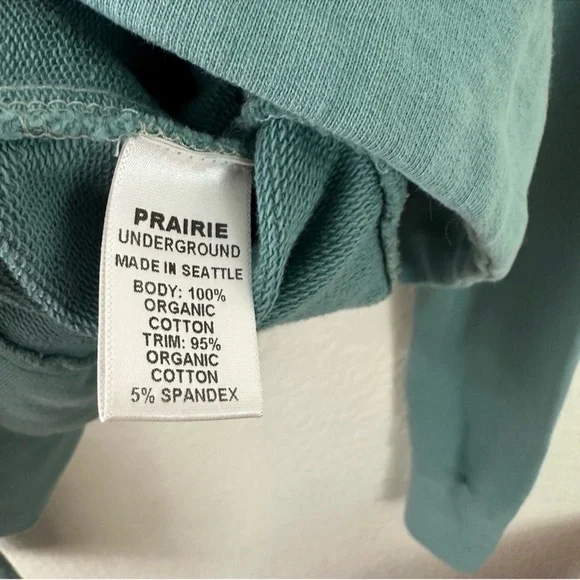 PRAIRIE
UNDERGROUND
MADE IN SEATTLE
BODY: 100%
ORGANIC
COTTON
TRIM: 95%
ORGANIC
COTTON
5% SPANDEX